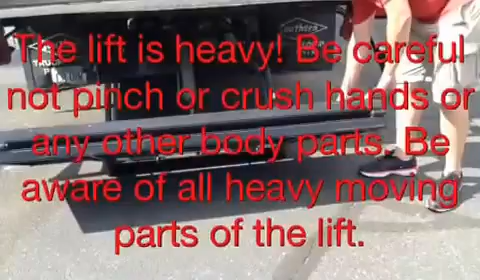 The lift is heavy! Be careful
not pinch or crush hands or
any other body parts. Be
aware of all heavy moving
parts of the lift.